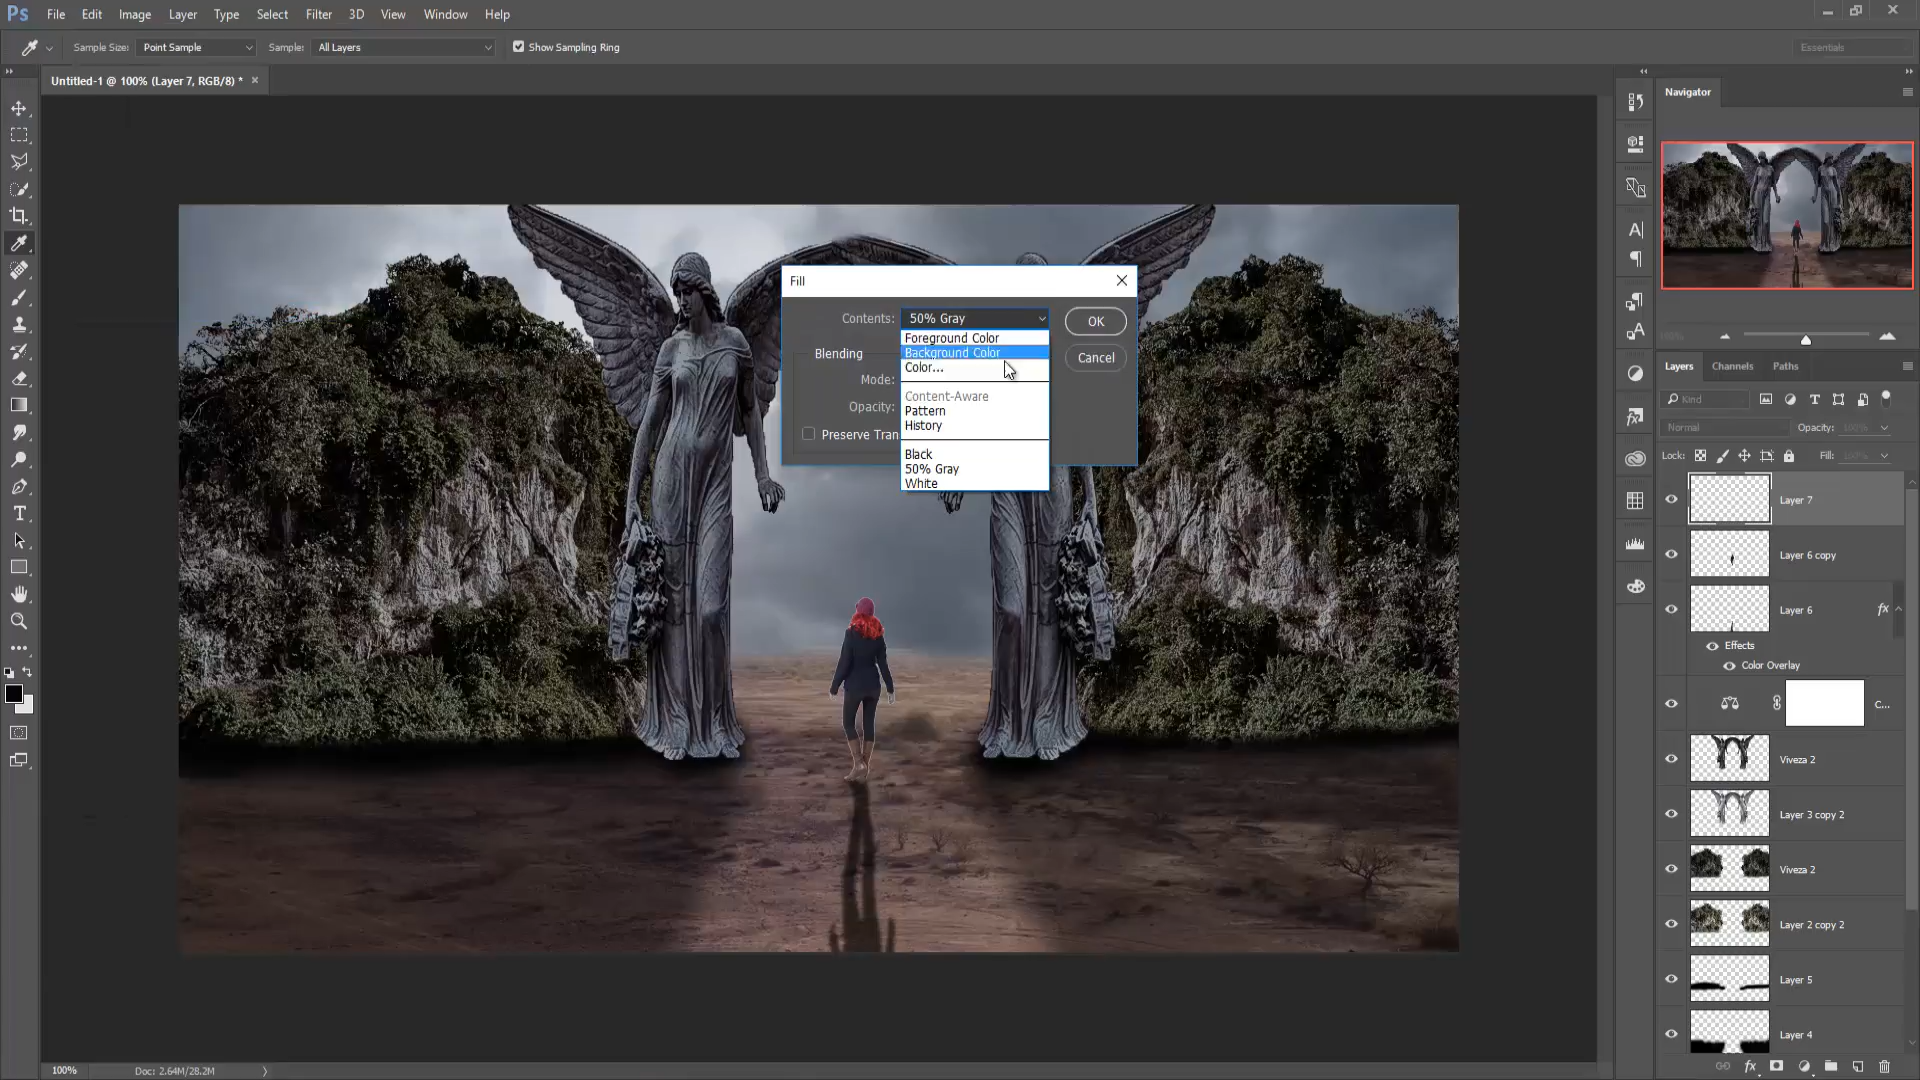 Ps File Edit Image Layer Type Select Filter 3D View Window Help
Sample Size: Point Sample Sample: All Layers Show Sampling Ring Essentials
Untitled-1 @ 100% (Layer 7, RGB/8) *
Navigator
Fill
Contents: 50% Gray OK
Foreground Color
Blending Background Color Cancel
Color...
Mode:
Content-Aware
Opacity: Pattern
History
Preserve Tran
Black
50% Gray
White
Layers Channels Paths
Kind
Normal Opacity: 100%
Lock: Fill: 100%
Layer 7
Layer 6 copy
Layer 6 fx
Effects
Color Overlay
C...
Viveza 2
Layer 3 copy 2
Viveza 2
Layer 2 copy 2
Layer 5
Layer 4
100% Doc: 2.64M/28.2M